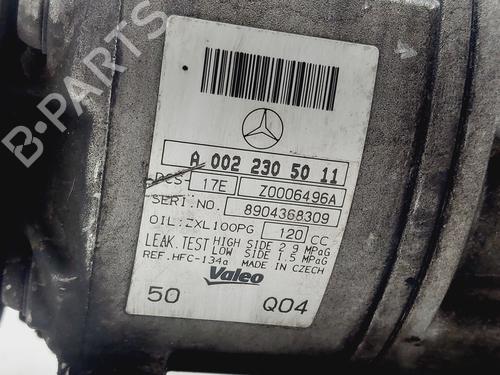 B-PARTS
A 002 230 50 11
DCS- 17E Z0006496A
SERI.NO. 8904368309
OIL:ZXL100PG 120 CC
LEAK.TEST HIGH SIDE 2.9 MPaG
LOW SIDE 1.5 MPaG
REF.HFC-134a MADE IN CZECH
Valeo
50 Q04